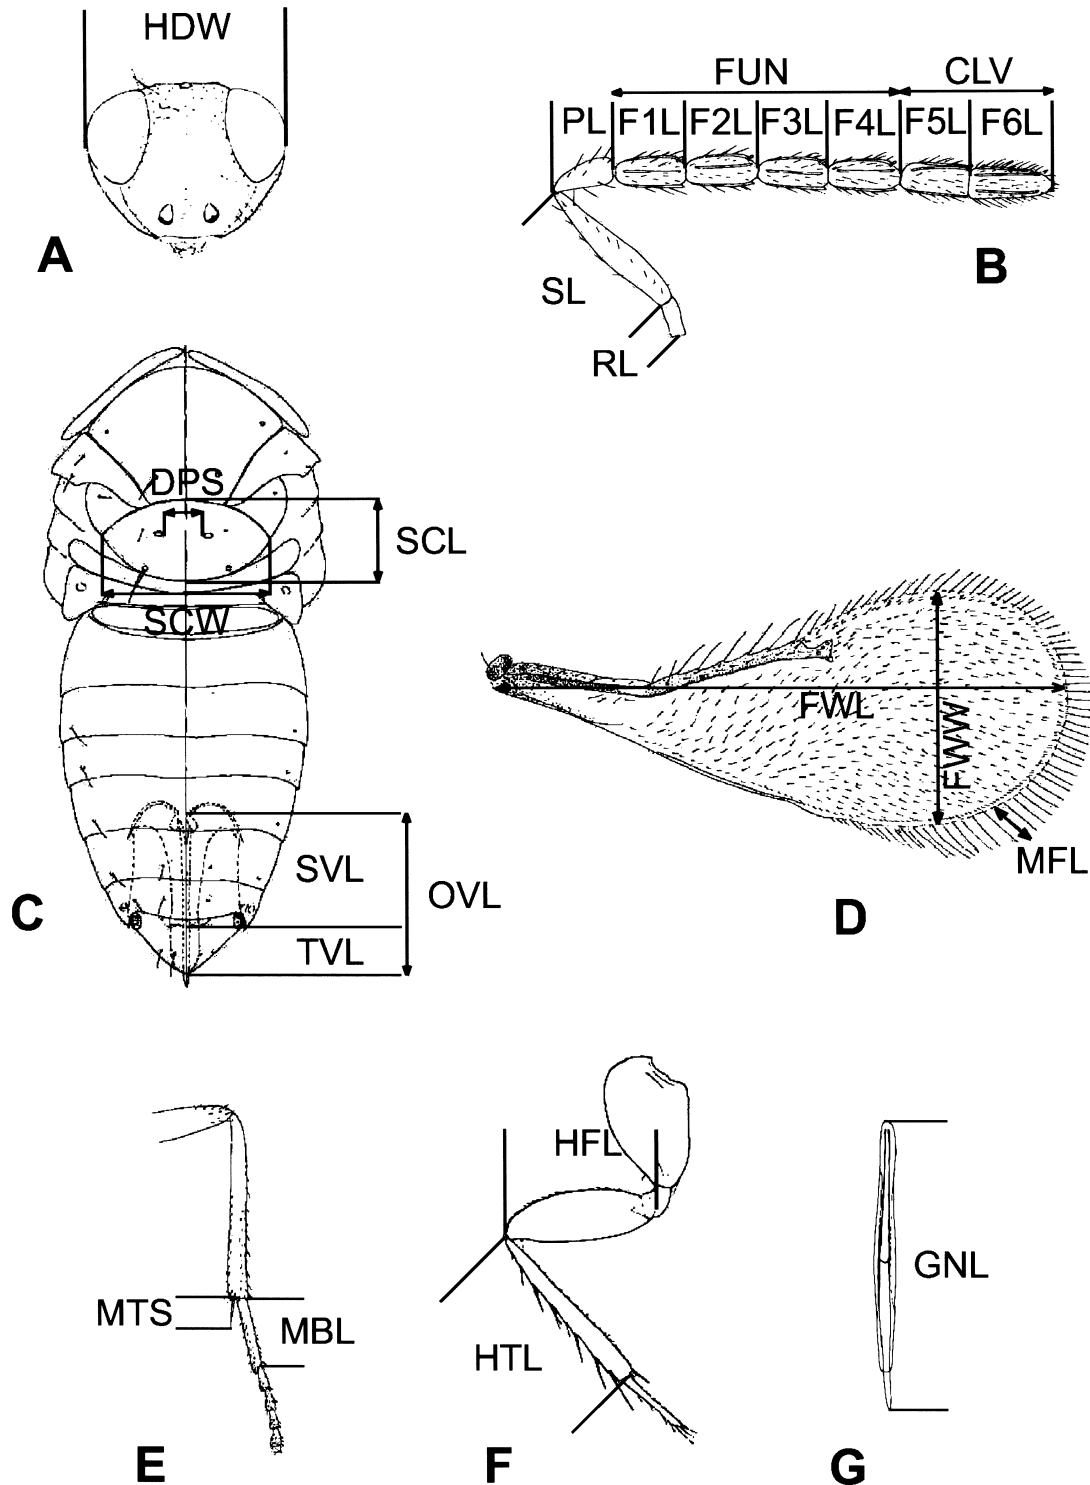 HDW
A
FUN CLV
PL F1L F2L F3L F4L F5L F6L
SL
RL
B
DPS
SCL
SCW
SVL
OVL
TVL
C
FWL
FWW
MFL
D
MTS
MBL
E
HFL
HTL
F
GNL
G